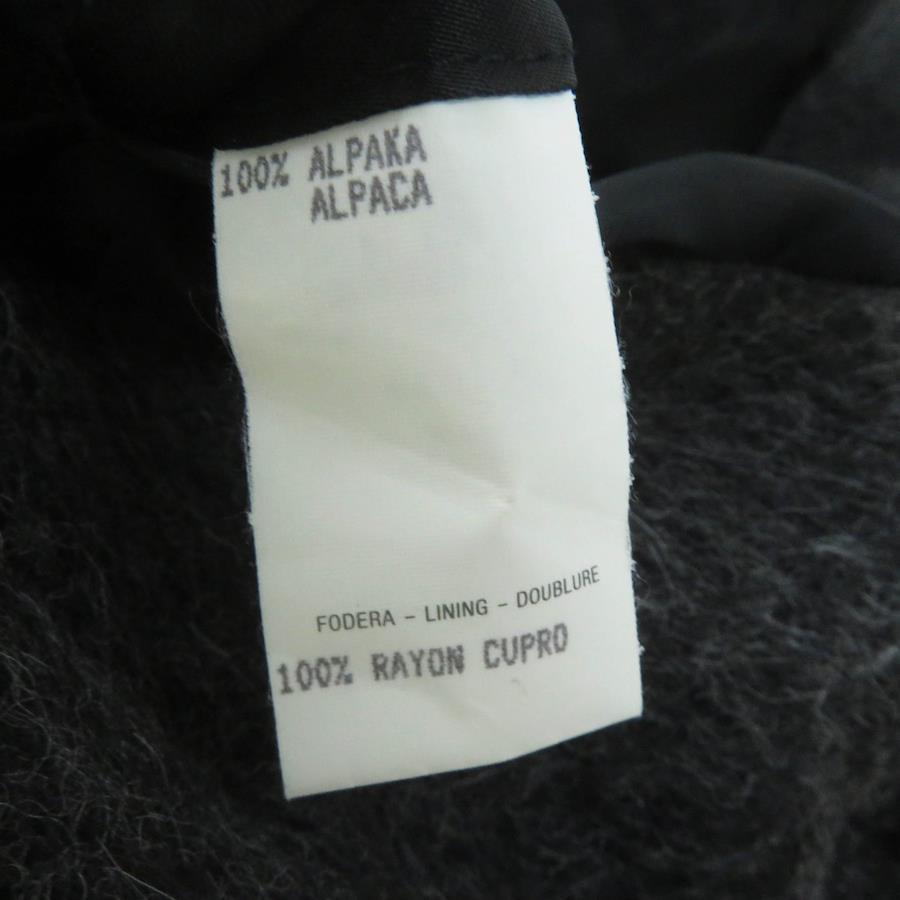 100% ALPAKA
ALPACA
FODERA - LINING - DOUBLURE
100% RAYON CUPRO